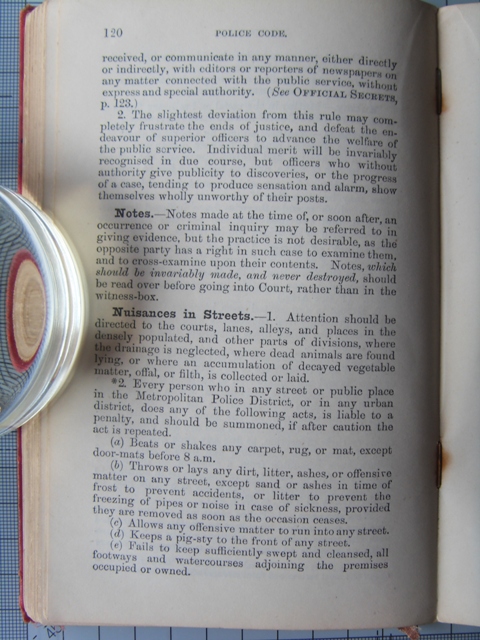 120
POLICE CODE.
received, or communicate in any manner, either directly
or indirectly, with editors or reporters of newspapers on
any matter connected with the public service, without
express and special authority. (See OFFICIAL SECRETS,
p. 123.)
2. The slightest deviation from this rule may com-
pletely frustrate the ends of justice, and defeat the en-
deavour of superior officers to advance the welfare of
the public service. Individual merit will be invariably
recognised in due course, but officers who without
authority give publicity to discoveries, or the progress
of a case, tending to produce sensation and alarm, show
themselves wholly unworthy of their posts.
Notes.—Notes made at the time of, or soon after, an
occurrence or criminal inquiry may be referred to in
giving evidence, but the practice is not desirable, as the
opposite party has a right in such case to examine them,
and to cross-examine upon their contents. Notes, which
should be invariably made, and never destroyed, should
be read over before going into Court, rather than in the
witness-box.
Nuisances in Streets.—1. Attention should be
directed to the courts, lanes, alleys, and places in the
densely populated, and other parts of divisions, where
the drainage is neglected, where dead animals are found
lying, or where an accumulation of decayed vegetable
matter, offal, or filth, is collected or laid.
*2. Every person who in any street or public place
in the Metropolitan Police District, or in any urban
district, does any of the following acts, is liable to a
penalty, and should be summoned, if after caution the
act is repeated.
(a) Beats or shakes any carpet, rug, or mat, except
door-mats before 8 a.m.
(b) Throws or lays any dirt, litter, ashes, or offensive
matter on any street, except sand or ashes in time of
frost to prevent accidents, or litter to prevent the
freezing of pipes or noise in case of sickness, provided
they are removed as soon as the occasion ceases.
(c) Allows any offensive matter to run into any street.
(d) Keeps a pig-sty to the front of any street.
(e) Fails to keep sufficiently swept and cleansed, all
footways and watercourses adjoining the premises
occupied or owned.